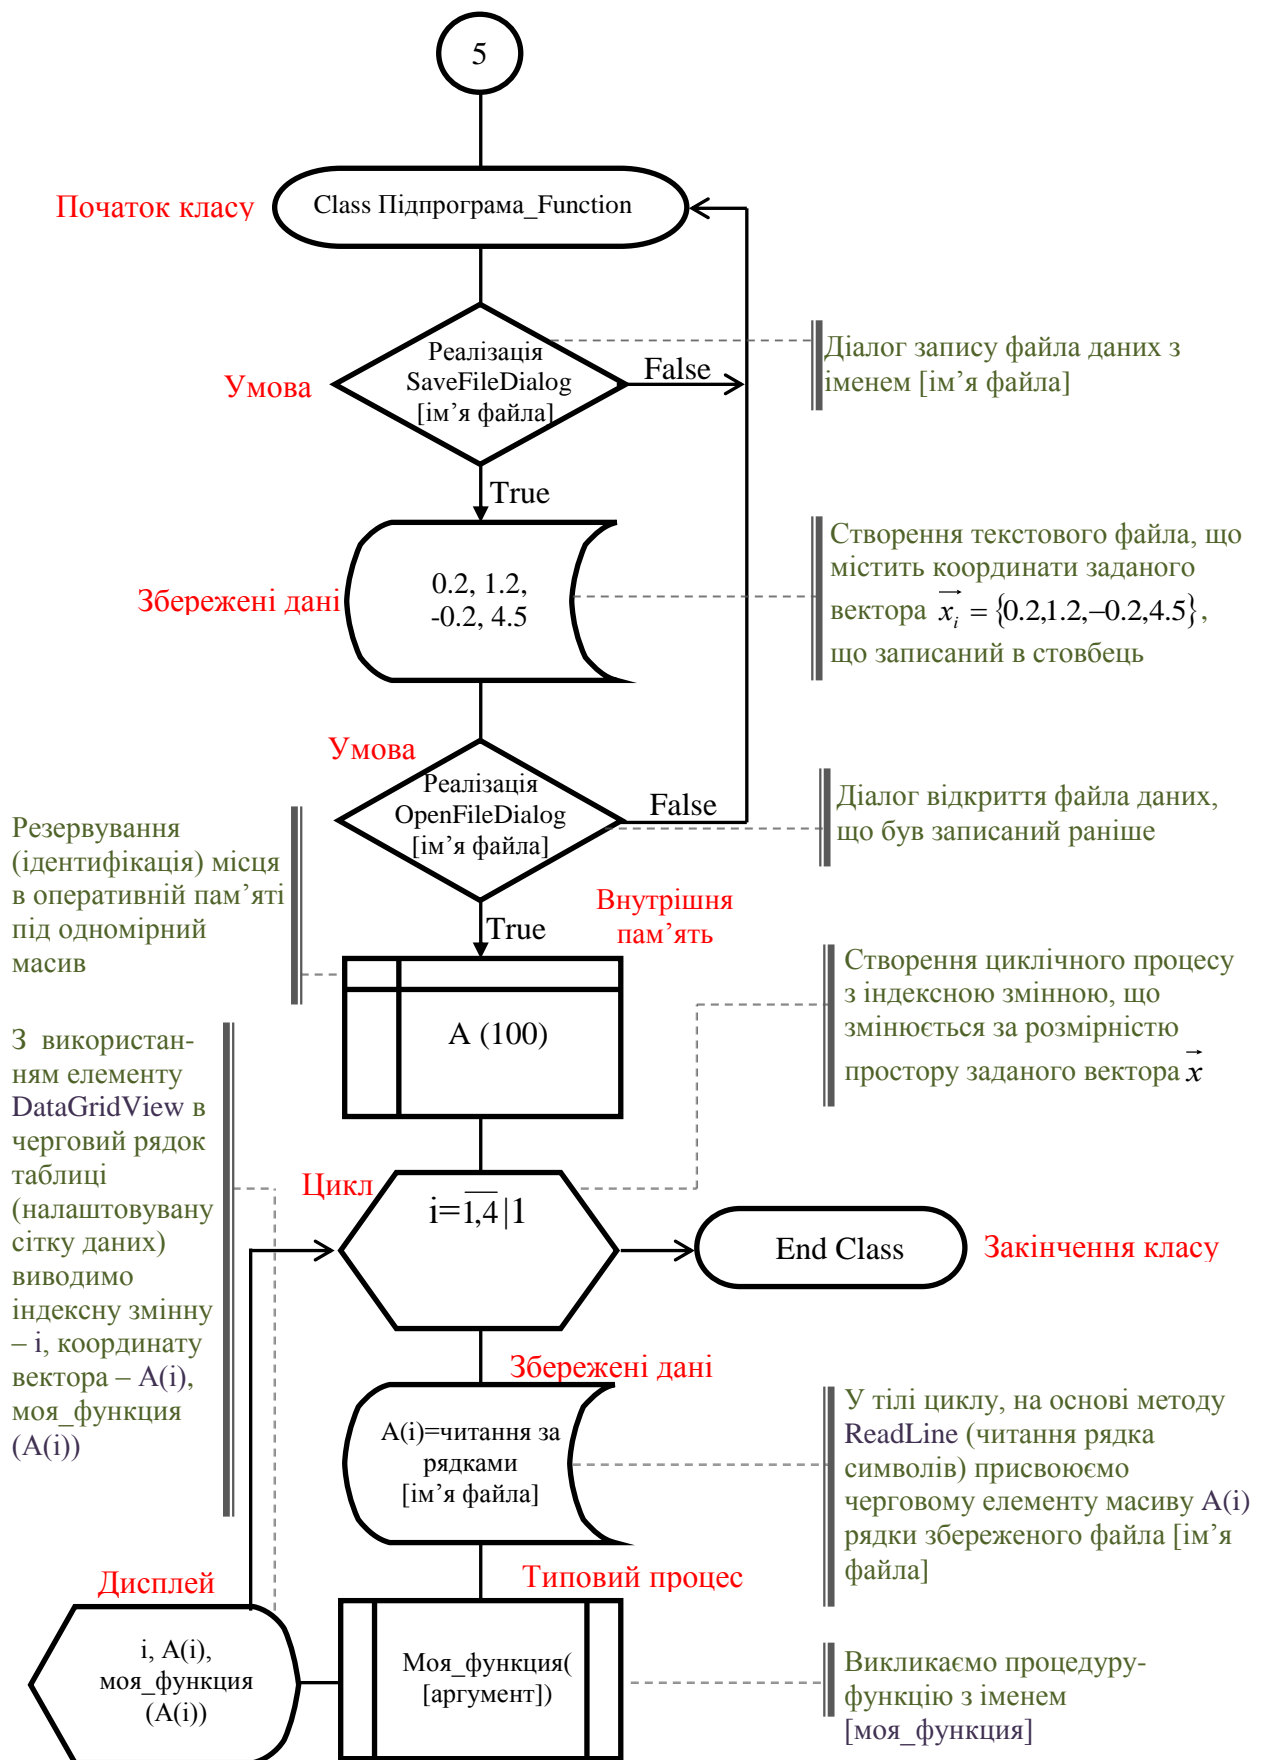 5
Початок класу
Class Підпрограма_Function
Умова
Реалізація
SaveFileDialog
[ім’я файла]
False
Діалог запису файла даних з
іменем [ім’я файла]
True
Збережені дані
0.2, 1.2,
-0.2, 4.5
Створення текстового файла, що
містить координати заданого
вектора x_i = {0.2,1.2,−0.2,4.5},
що записаний в стовбець
Умова
Реалізація
OpenFileDialog
[ім’я файла]
False
Діалог відкриття файла даних,
що був записаний раніше
Резервування
(ідентифікація) місця
в оперативній пам’яті
під одномірний
масив
True
Внутрішня
пам’ять
A (100)
Створення циклічного процесу
з індексною змінною, що
змінюється за розмірністю
простору заданого вектора x
З використан-
ням елементу
DataGridView в
черговий рядок
таблиці
(налаштовувану
сітку даних)
виводимо
індексну змінну
– i, координату
вектора – A(i),
моя_функция
(A(i))
Цикл
i=1,4|1
End Class
Закінчення класу
Збережені дані
A(i)=читання за
рядками
[ім’я файла]
У тілі циклу, на основі методу
ReadLine (читання рядка
символів) присвоюємо
черговому елементу масиву A(i)
рядки збереженого файла [ім’я
файла]
Дисплей
i, A(i),
моя_функция
(A(i))
Типовий процес
Моя_функция(
[аргумент])
Викликаємо процедуру-
функцію з іменем
[моя_функция]